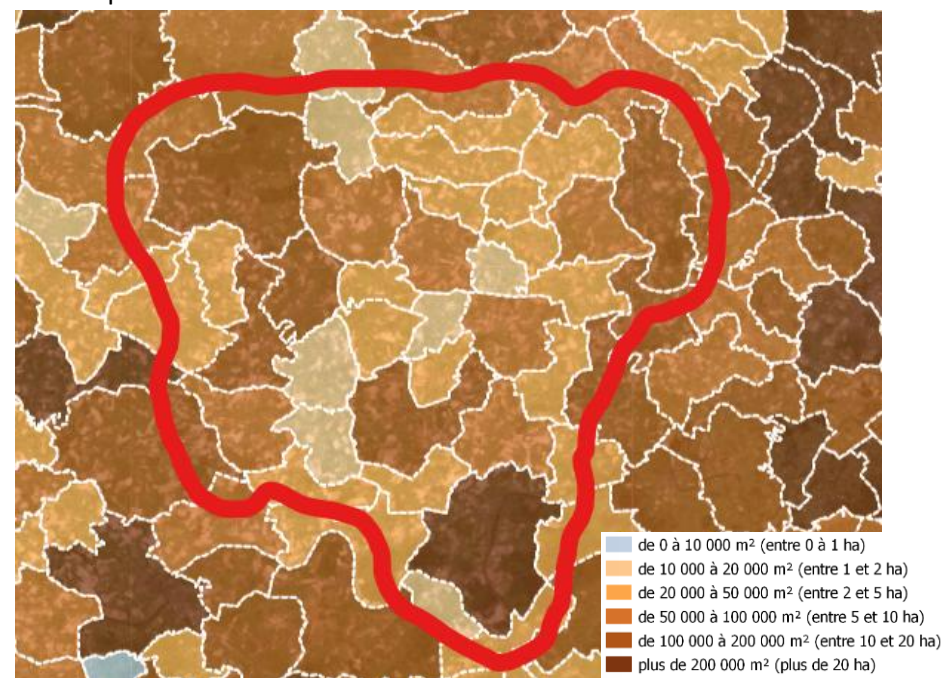 de 0 à 10 000 m² (entre 0 à 1 ha)
de 10 000 à 20 000 m² (entre 1 et 2 ha)
de 20 000 à 50 000 m² (entre 2 et 5 ha)
de 50 000 à 100 000 m² (entre 5 et 10 ha)
de 100 000 à 200 000 m² (entre 10 et 20 ha)
plus de 200 000 m² (plus de 20 ha)